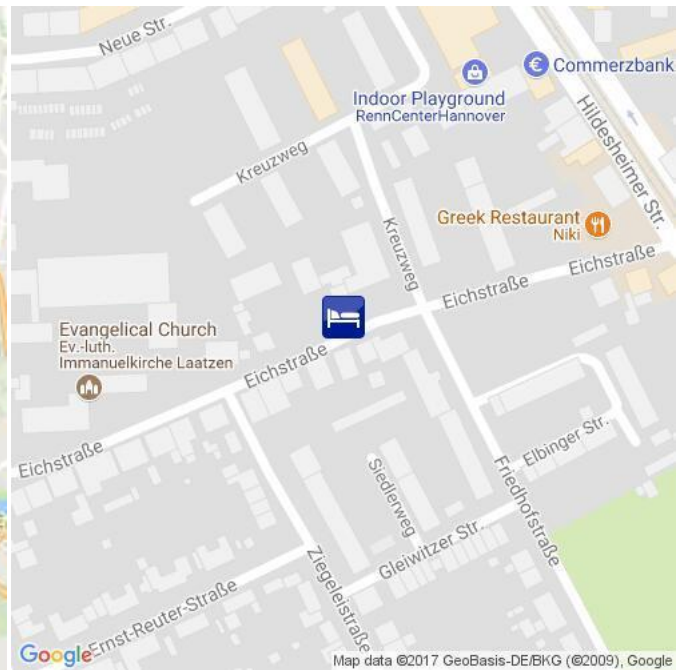 Neue Str.
Commerzbank
Indoor Playground
RennCenterHannover
Hildesheimer Str.
Kreuzweg
Greek Restaurant
Niki
Kreuzweg
Eichstraße
Eichstraße
Evangelical Church
Ev.-luth.
Immanuelkirche Laatzen
Eichstraße
Eichstraße
Elbinger Str.
Siedlerweg
Friedhofstraße
Gleiwitzer Str.
Ziegeleistraße
Ernst-Reuter-Straße
Google
Map data ©2017 GeoBasis-DE/BKG (©2009), Google